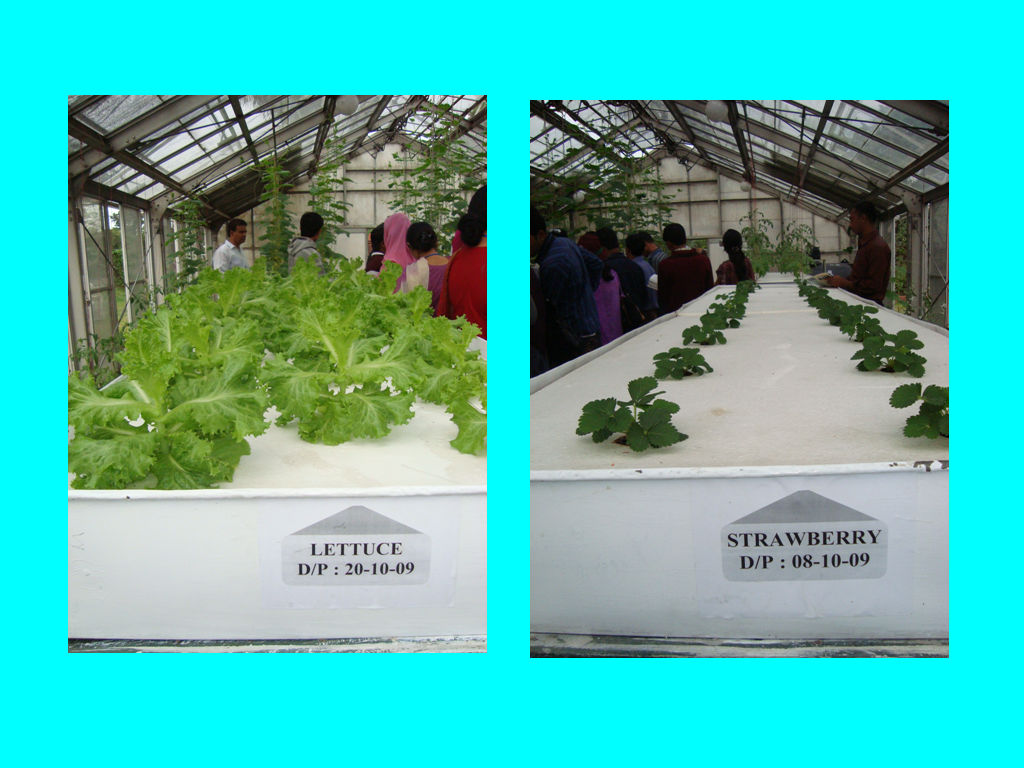 LETTUCE
D/P : 20-10-09
STRAWBERRY
D/P : 08-10-09